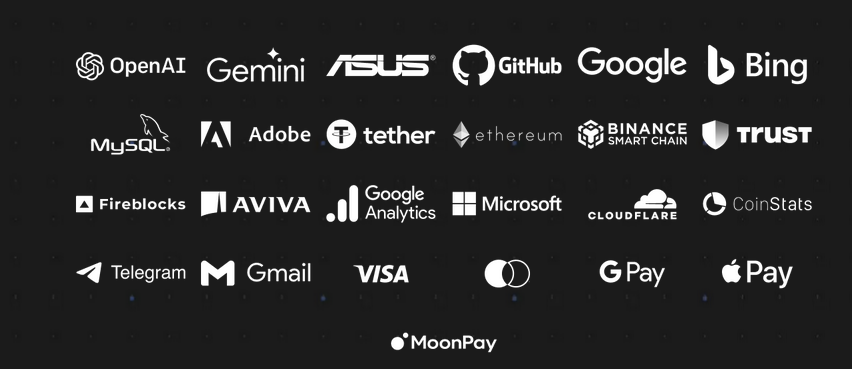 OpenAI Gemini ASUS® GitHub Google Bing
MySQL® Adobe tether ethereum BINANCE SMART CHAIN TRUST
Fireblocks AVIVA Google Analytics Microsoft CLOUDFLARE CoinStats
Telegram Gmail VISA G Pay Pay
MoonPay